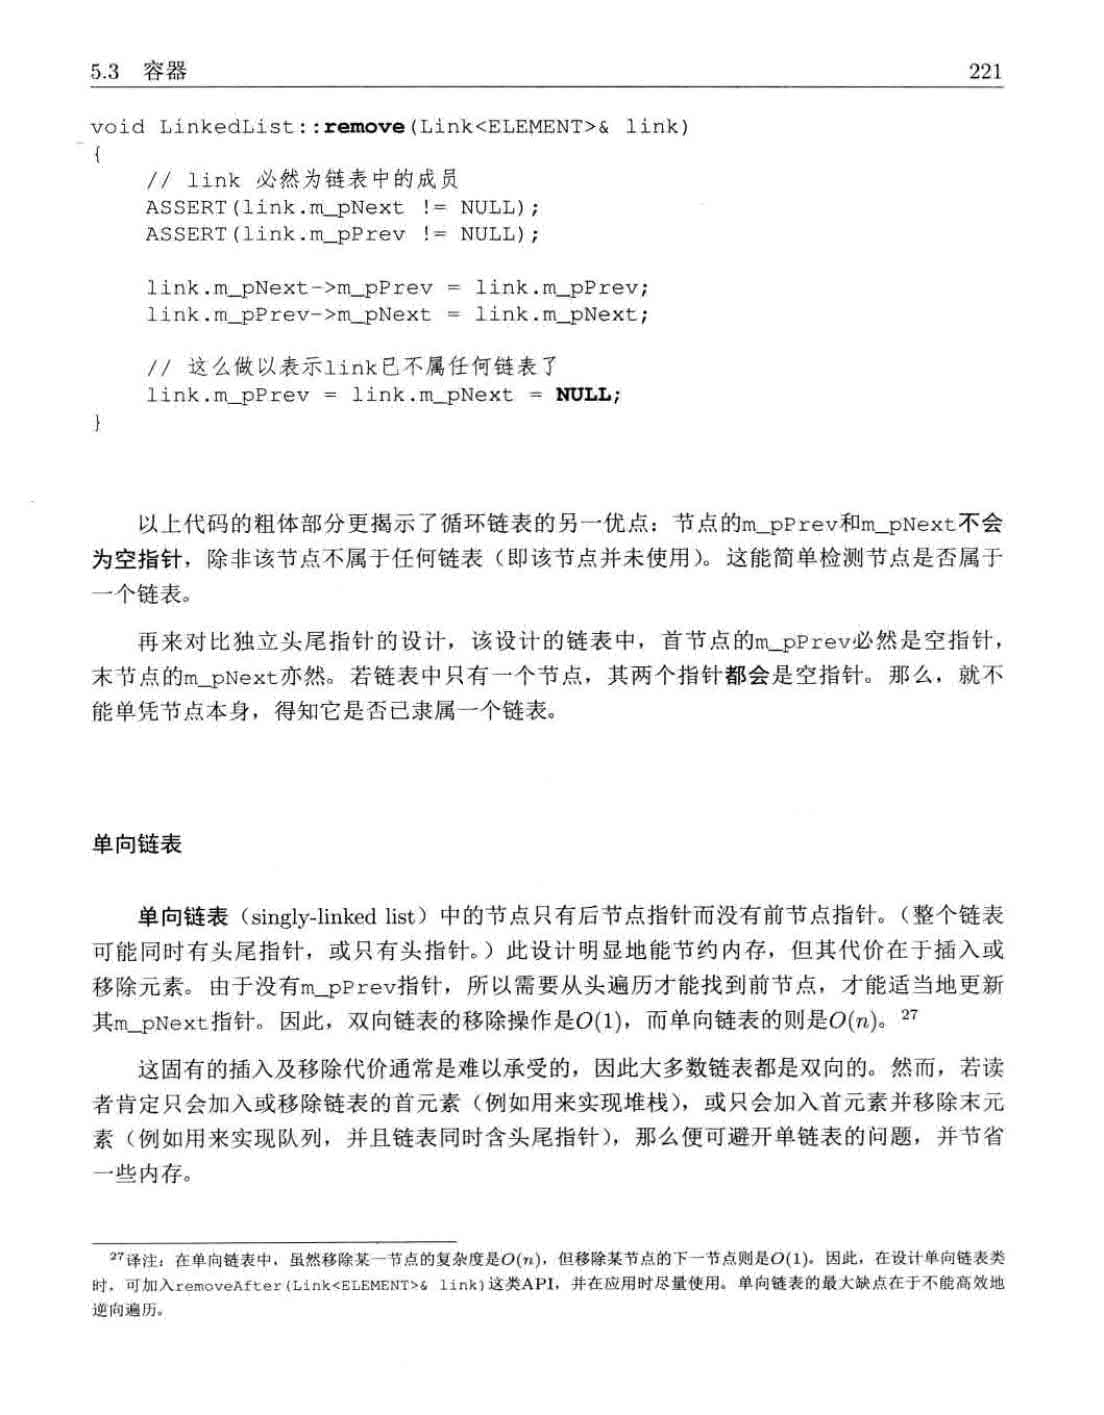 5.3 容器 221
void LinkedList::remove(Link<ELEMENT>& link)
{
// link 必然为链表中的成员
ASSERT(link.m_pNext != NULL);
ASSERT(link.m_pPrev != NULL);
link.m_pNext->m_pPrev = link.m_pPrev;
link.m_pPrev->m_pNext = link.m_pNext;
// 这么做以表示link已不属任何链表了
link.m_pPrev = link.m_pNext = NULL;
}
以上代码的粗体部分更揭示了循环链表的另一优点：节点的m_pPrev和m_pNext不会
为空指针，除非该节点不属于任何链表（即该节点并未使用）。这能简单检测节点是否属于
一个链表。
再来对比独立头尾指针的设计，该设计的链表中，首节点的m_pPrev必然是空指针，
末节点的m_pNext亦然。若链表中只有一个节点，其两个指针都会是空指针。那么，就不
能单凭节点本身，得知它是否已隶属一个链表。
单向链表
单向链表（singly-linked list）中的节点只有后节点指针而没有前节点指针。（整个链表
可能同时有头尾指针，或只有头指针。）此设计明显地能节约内存，但其代价在于插入或
移除元素。由于没有m_pPrev指针，所以需要从头遍历才能找到前节点，才能适当地更新
其m_pNext指针。因此，双向链表的移除操作是O(1)，而单向链表的则是O(n)。27
这固有的插入及移除代价通常是难以承受的，因此大多数链表都是双向的。然而，若读
者肯定只会加入或移除链表的首元素（例如用来实现堆栈），或只会加入首元素并移除末元
素（例如用来实现队列，并且链表同时含头尾指针），那么便可避开单链表的问题，并节省
一些内存。
27译注：在单向链表中，虽然移除某一节点的复杂度是O(n)，但移除某节点的下一节点则是O(1)。因此，在设计单向链表类
时，可加入removeAfter(Link<ELEMENT>& link)这类API，并在应用时尽量使用。单向链表的最大缺点在于不能高效地
逆向遍历。